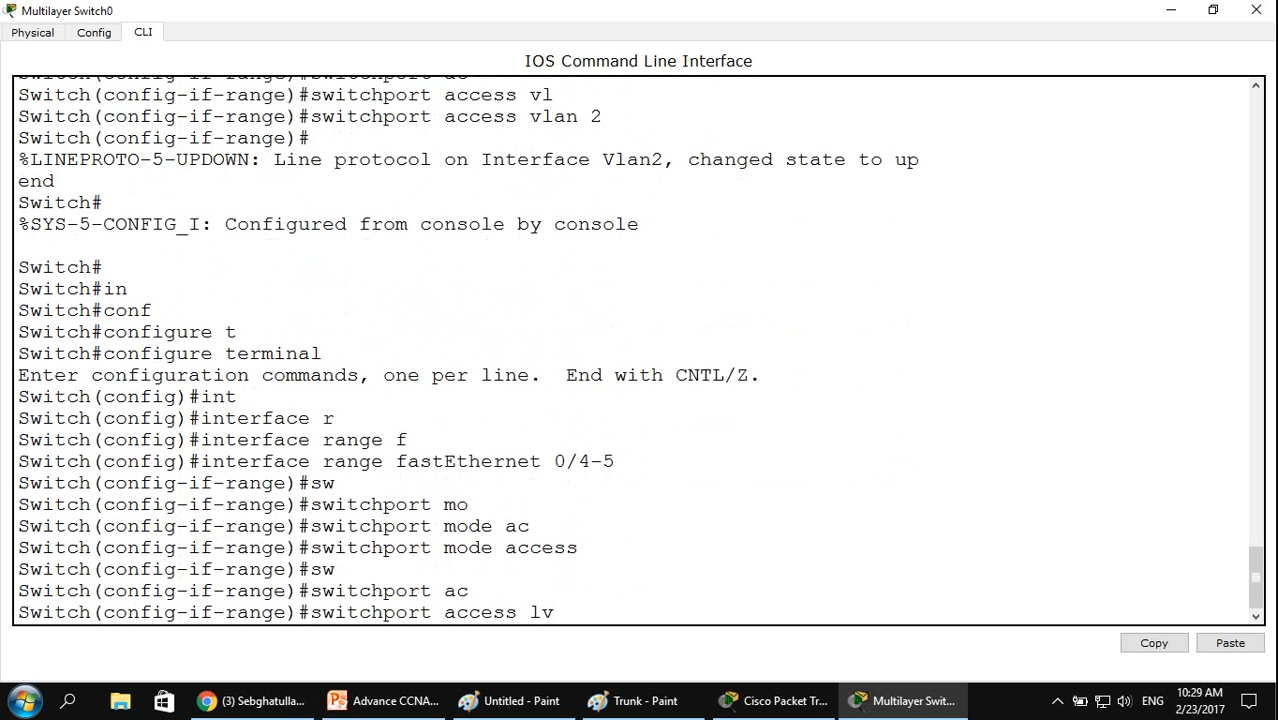 Multilayer Switch0
Physical Config CLI
IOS Command Line Interface
Switch(config-if-range)#switchport ac
Switch(config-if-range)#switchport access vl
Switch(config-if-range)#switchport access vlan 2
Switch(config-if-range)#
%LINEPROTO-5-UPDOWN: Line protocol on Interface Vlan2, changed state to up
end
Switch#
%SYS-5-CONFIG_I: Configured from console by console
Switch#
Switch#in
Switch#conf
Switch#configure t
Switch#configure terminal
Enter configuration commands, one per line.  End with CNTL/Z.
Switch(config)#int
Switch(config)#interface r
Switch(config)#interface range f
Switch(config)#interface range fastEthernet 0/4-5
Switch(config-if-range)#sw
Switch(config-if-range)#switchport mo
Switch(config-if-range)#switchport mode ac
Switch(config-if-range)#switchport mode access
Switch(config-if-range)#sw
Switch(config-if-range)#switchport ac
Switch(config-if-range)#switchport access lv
Copy Paste
(3) Sebghatulla... Advance CCNA... Untitled - Paint Trunk - Paint Cisco Packet Tr... Multilayer Swit... ENG 10:29 AM
2/23/2017